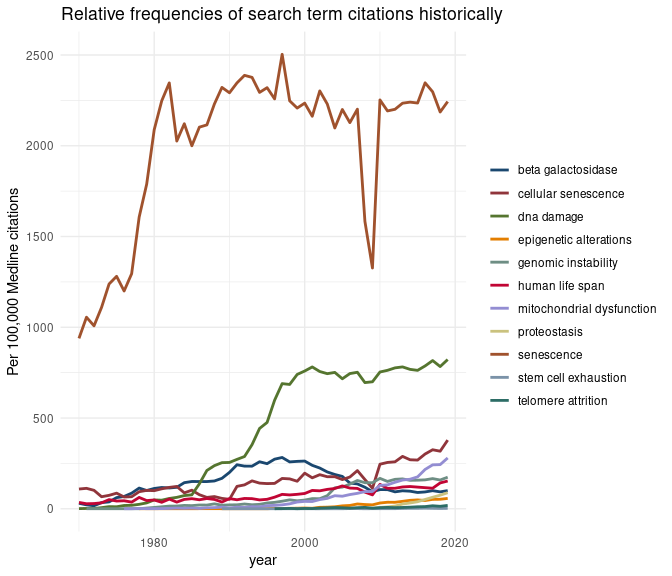 Relative frequencies of search term citations historically
Per 100,000 Medline citations
2500
2000
1500
1000
500
0
1980
2000
2020
year
beta galactosidase
cellular senescence
dna damage
epigenetic alterations
genomic instability
human life span
mitochondrial dysfunction
proteostasis
senescence
stem cell exhaustion
telomere attrition